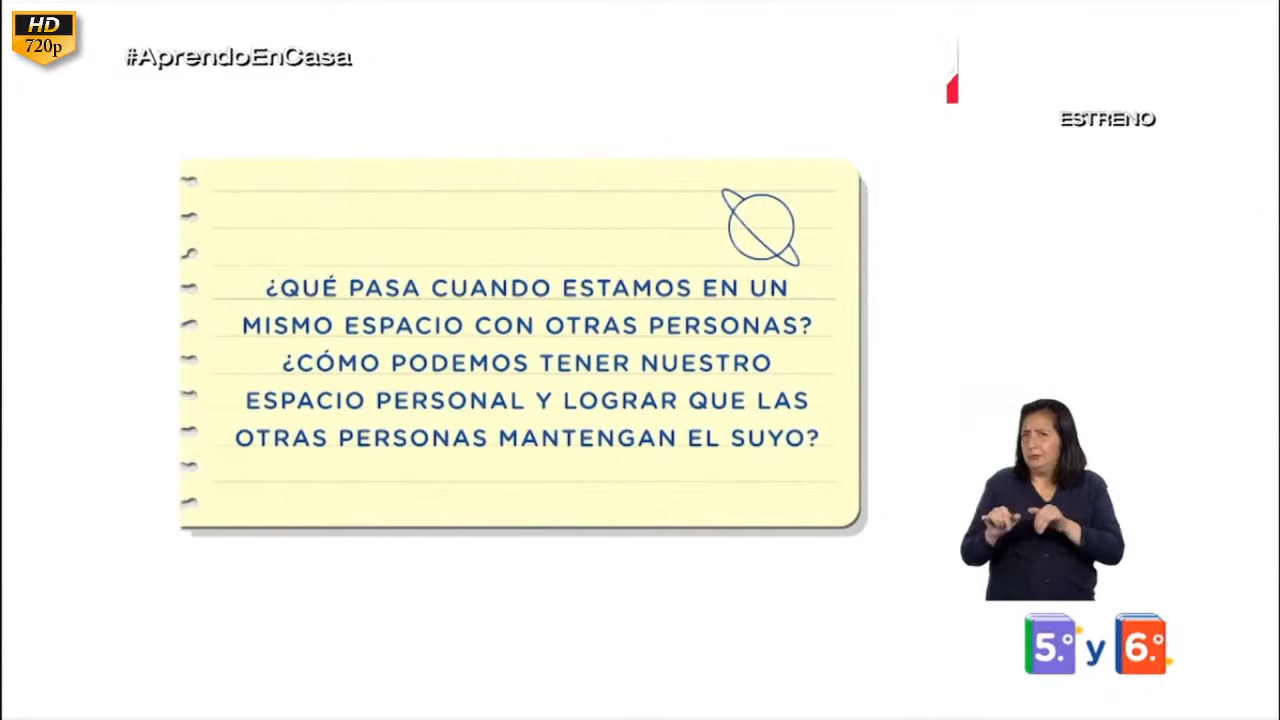 HD
720p
#AprendoEnCasa
ESTRENO
¿QUÉ PASA CUANDO ESTAMOS EN UN
MISMO ESPACIO CON OTRAS PERSONAS?
¿CÓMO PODEMOS TENER NUESTRO
ESPACIO PERSONAL Y LOGRAR QUE LAS
OTRAS PERSONAS MANTENGAN EL SUYO?
5.° y 6.°